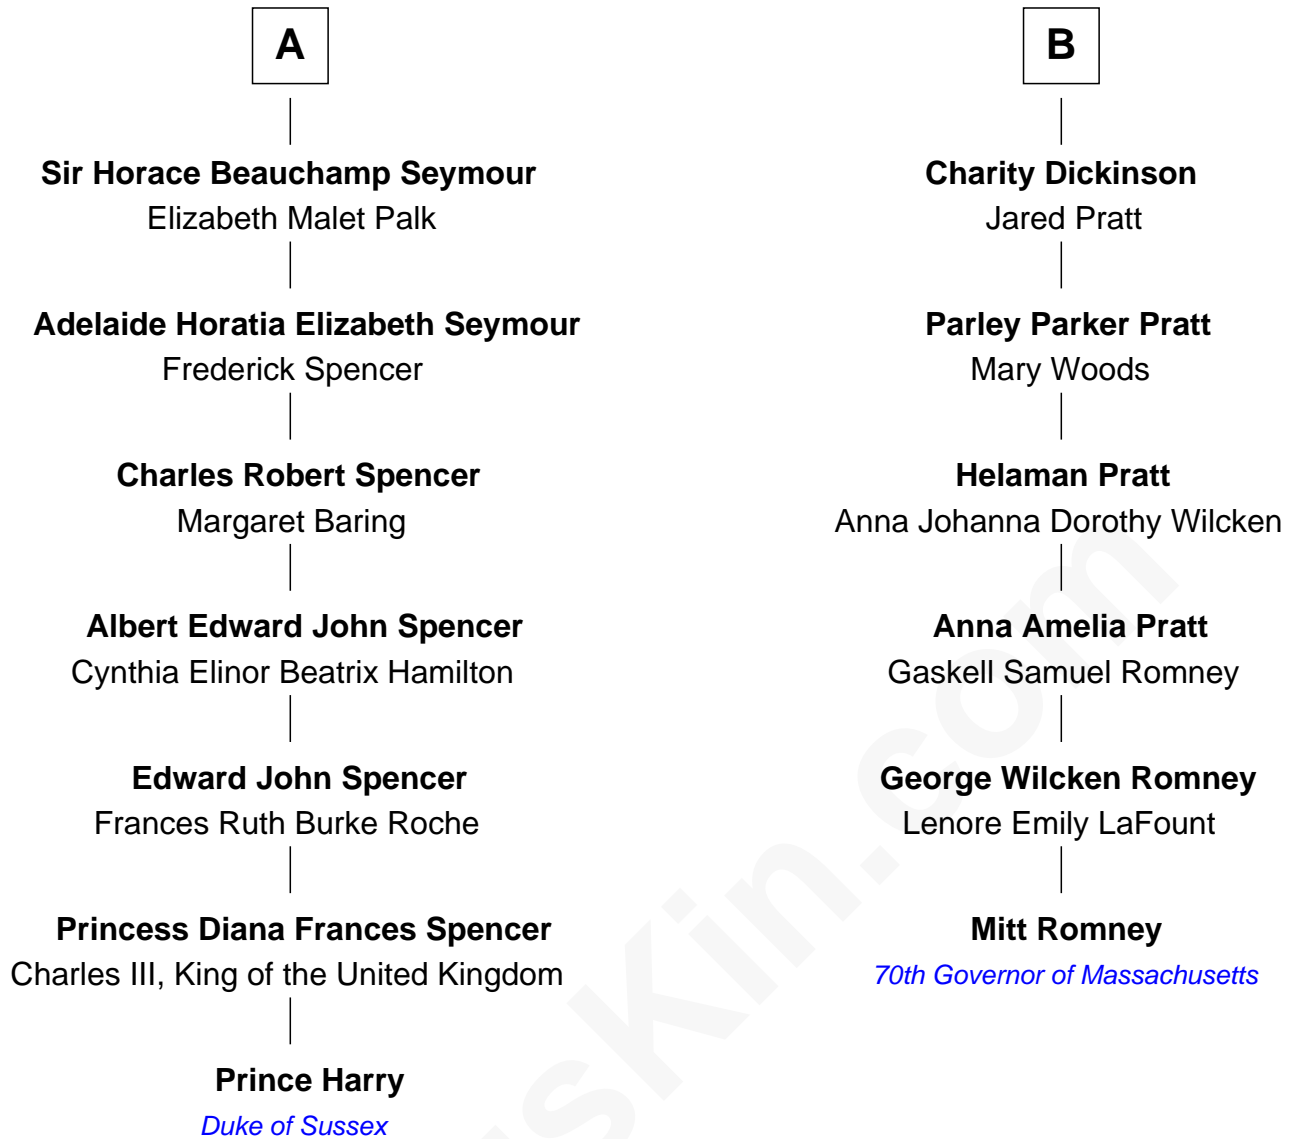 A
Sir Horace Beauchamp Seymour
Elizabeth Malet Palk
Adelaide Horatia Elizabeth Seymour
Frederick Spencer
Charles Robert Spencer
Margaret Baring
Albert Edward John Spencer
Cynthia Elinor Beatrix Hamilton
Edward John Spencer
Frances Ruth Burke Roche
Princess Diana Frances Spencer
Charles III, King of the United Kingdom
Prince Harry
Duke of Sussex
B
Charity Dickinson
Jared Pratt
Parley Parker Pratt
Mary Woods
Helaman Pratt
Anna Johanna Dorothy Wilcken
Anna Amelia Pratt
Gaskell Samuel Romney
George Wilcken Romney
Lenore Emily LaFount
Mitt Romney
70th Governor of Massachusetts